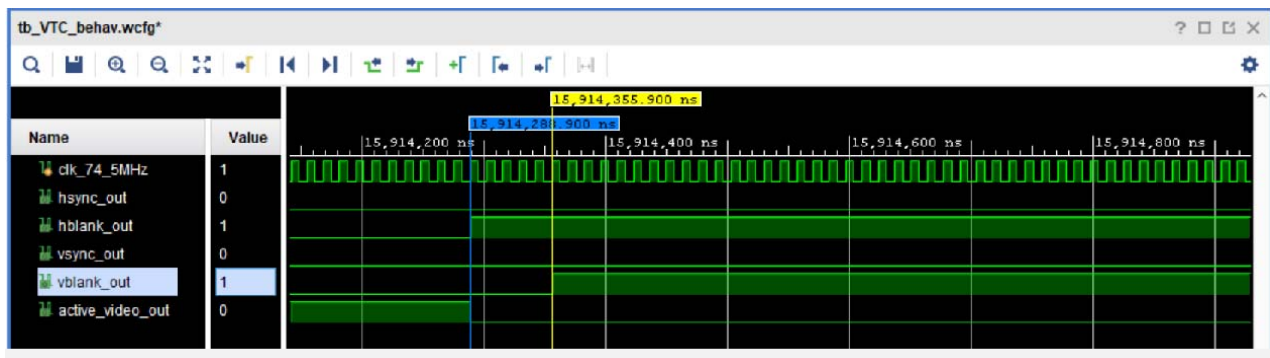 tb_VTC_behav.wcfg*
15,914,355.900 ns
15,914,288.900 ns
Name
Value
15,914,200 ns
15,914,400 ns
15,914,600 ns
15,914,800 ns
clk_74_5MHz
1
hsync_out
0
hblank_out
1
vsync_out
0
vblank_out
1
active_video_out
0